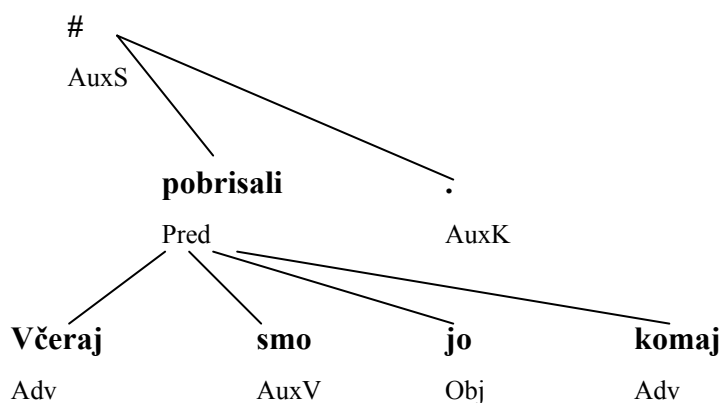 #
AuxS
pobrisali .
Pred AuxK
Včeraj smo jo komaj
Adv AuxV Obj Adv